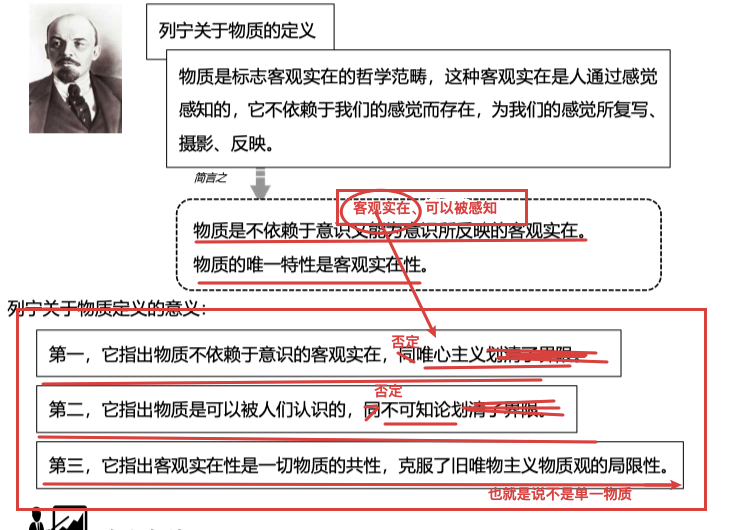 列宁关于物质的定义
物质是标志客观实在的哲学范畴，这种客观实在是人通过感觉
感知的，它不依赖于我们的感觉而存在，为我们的感觉所复写、
摄影、反映。
简言之
客观实在、可以被感知
物质是不依赖于意识又能为意识所反映的客观实在。
物质的唯一特性是客观实在性。
列宁关于物质定义的意义：
否定
第一，它指出物质不依赖于意识的客观实在，同唯心主义划清了界限。
否定
第二，它指出物质是可以被人们认识的，同不可知论划清了界限。
第三，它指出客观实在性是一切物质的共性，克服了旧唯物主义物质观的局限性。
也就是说不是单一物质